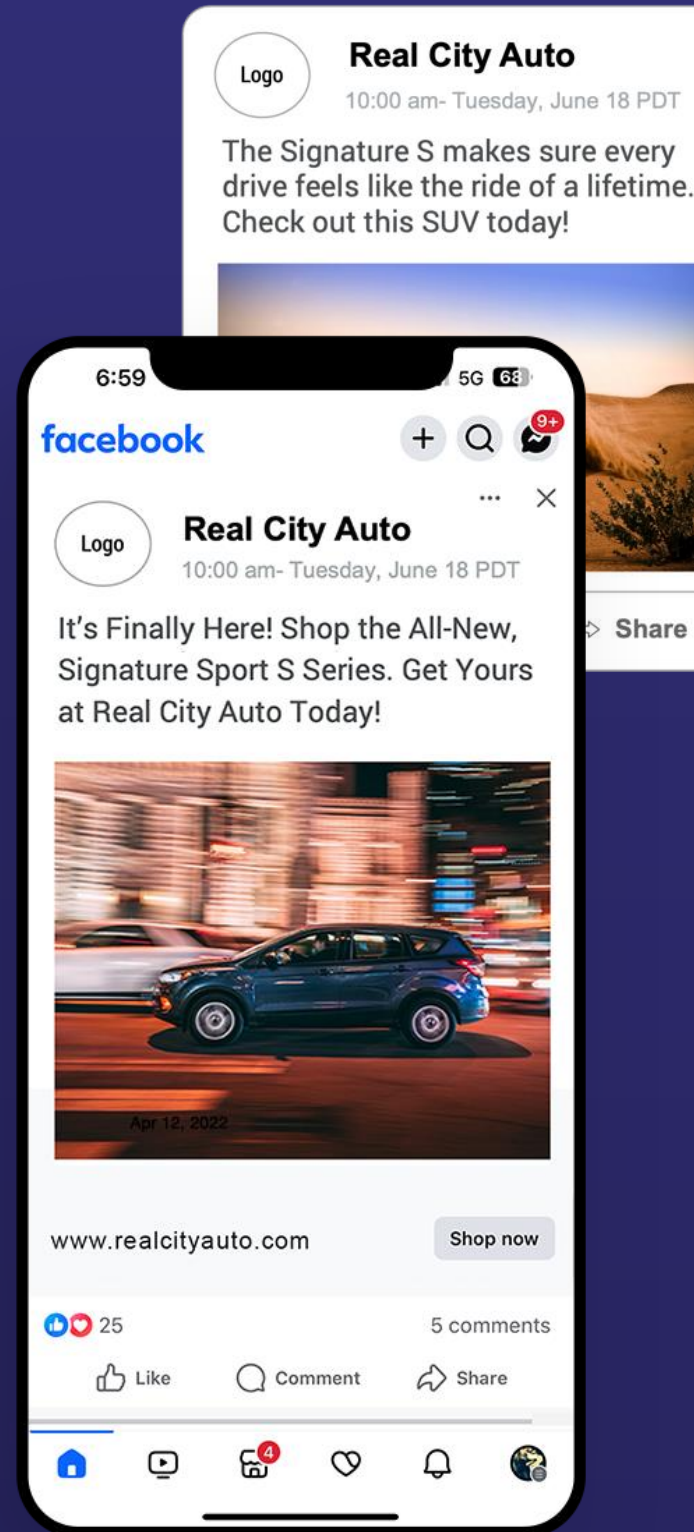 Logo
Real City Auto
10:00 am- Tuesday, June 18 PDT
The Signature S makes sure every
drive feels like the ride of a lifetime.
Check out this SUV today!
Share
6:59
5G 68
facebook
9+
Logo
Real City Auto
10:00 am- Tuesday, June 18 PDT
It's Finally Here! Shop the All-New,
Signature Sport S Series. Get Yours
at Real City Auto Today!
Apr 12, 2022
www.realcityauto.com
Shop now
25
5 comments
Like
Comment
Share
4